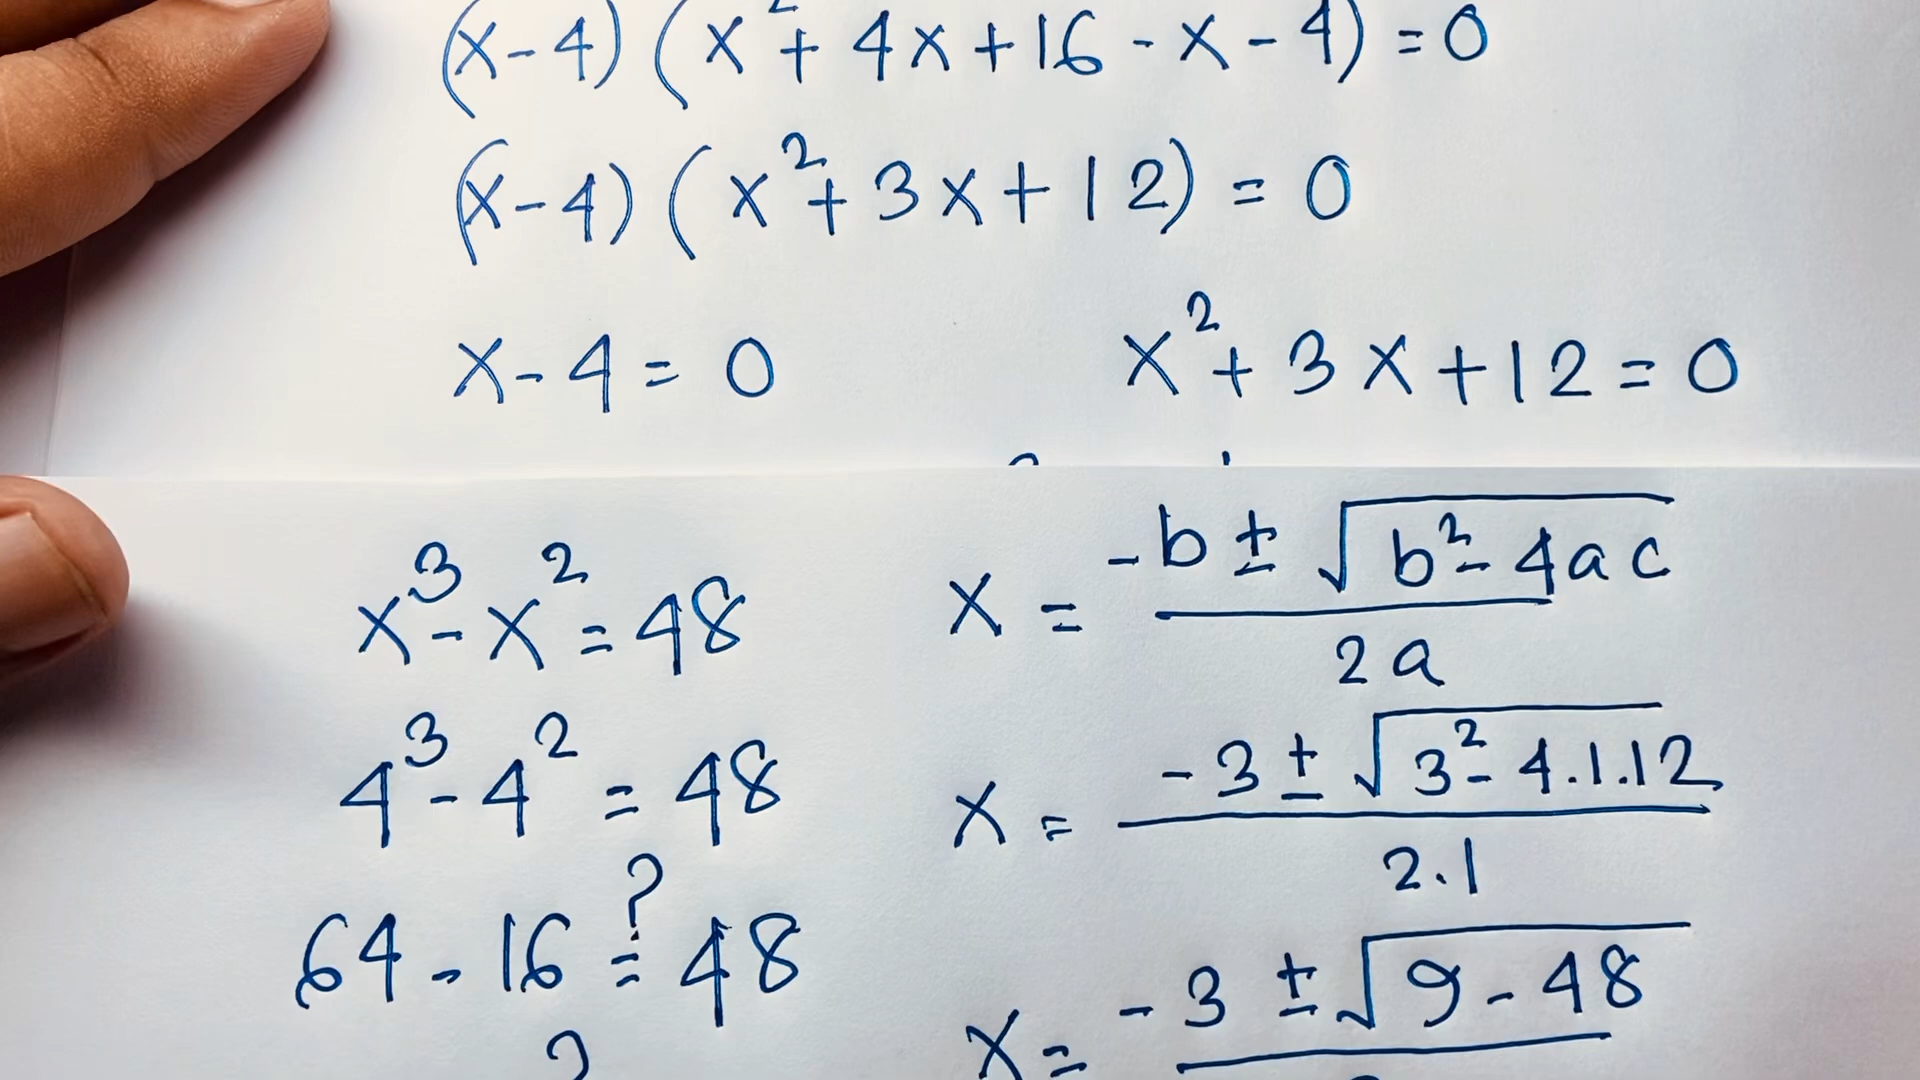 (x-4)(x²+4x+16-x-4)=0
(x-4)(x²+3x+12)=0
x-4=0
x²+3x+12=0
x³-x²=48
4³-4²=48
?
64-16=48
?
x = -b±√b²-4ac
2a
x = -3±√3²-4.1.12
2.1
x = -3±√9-48